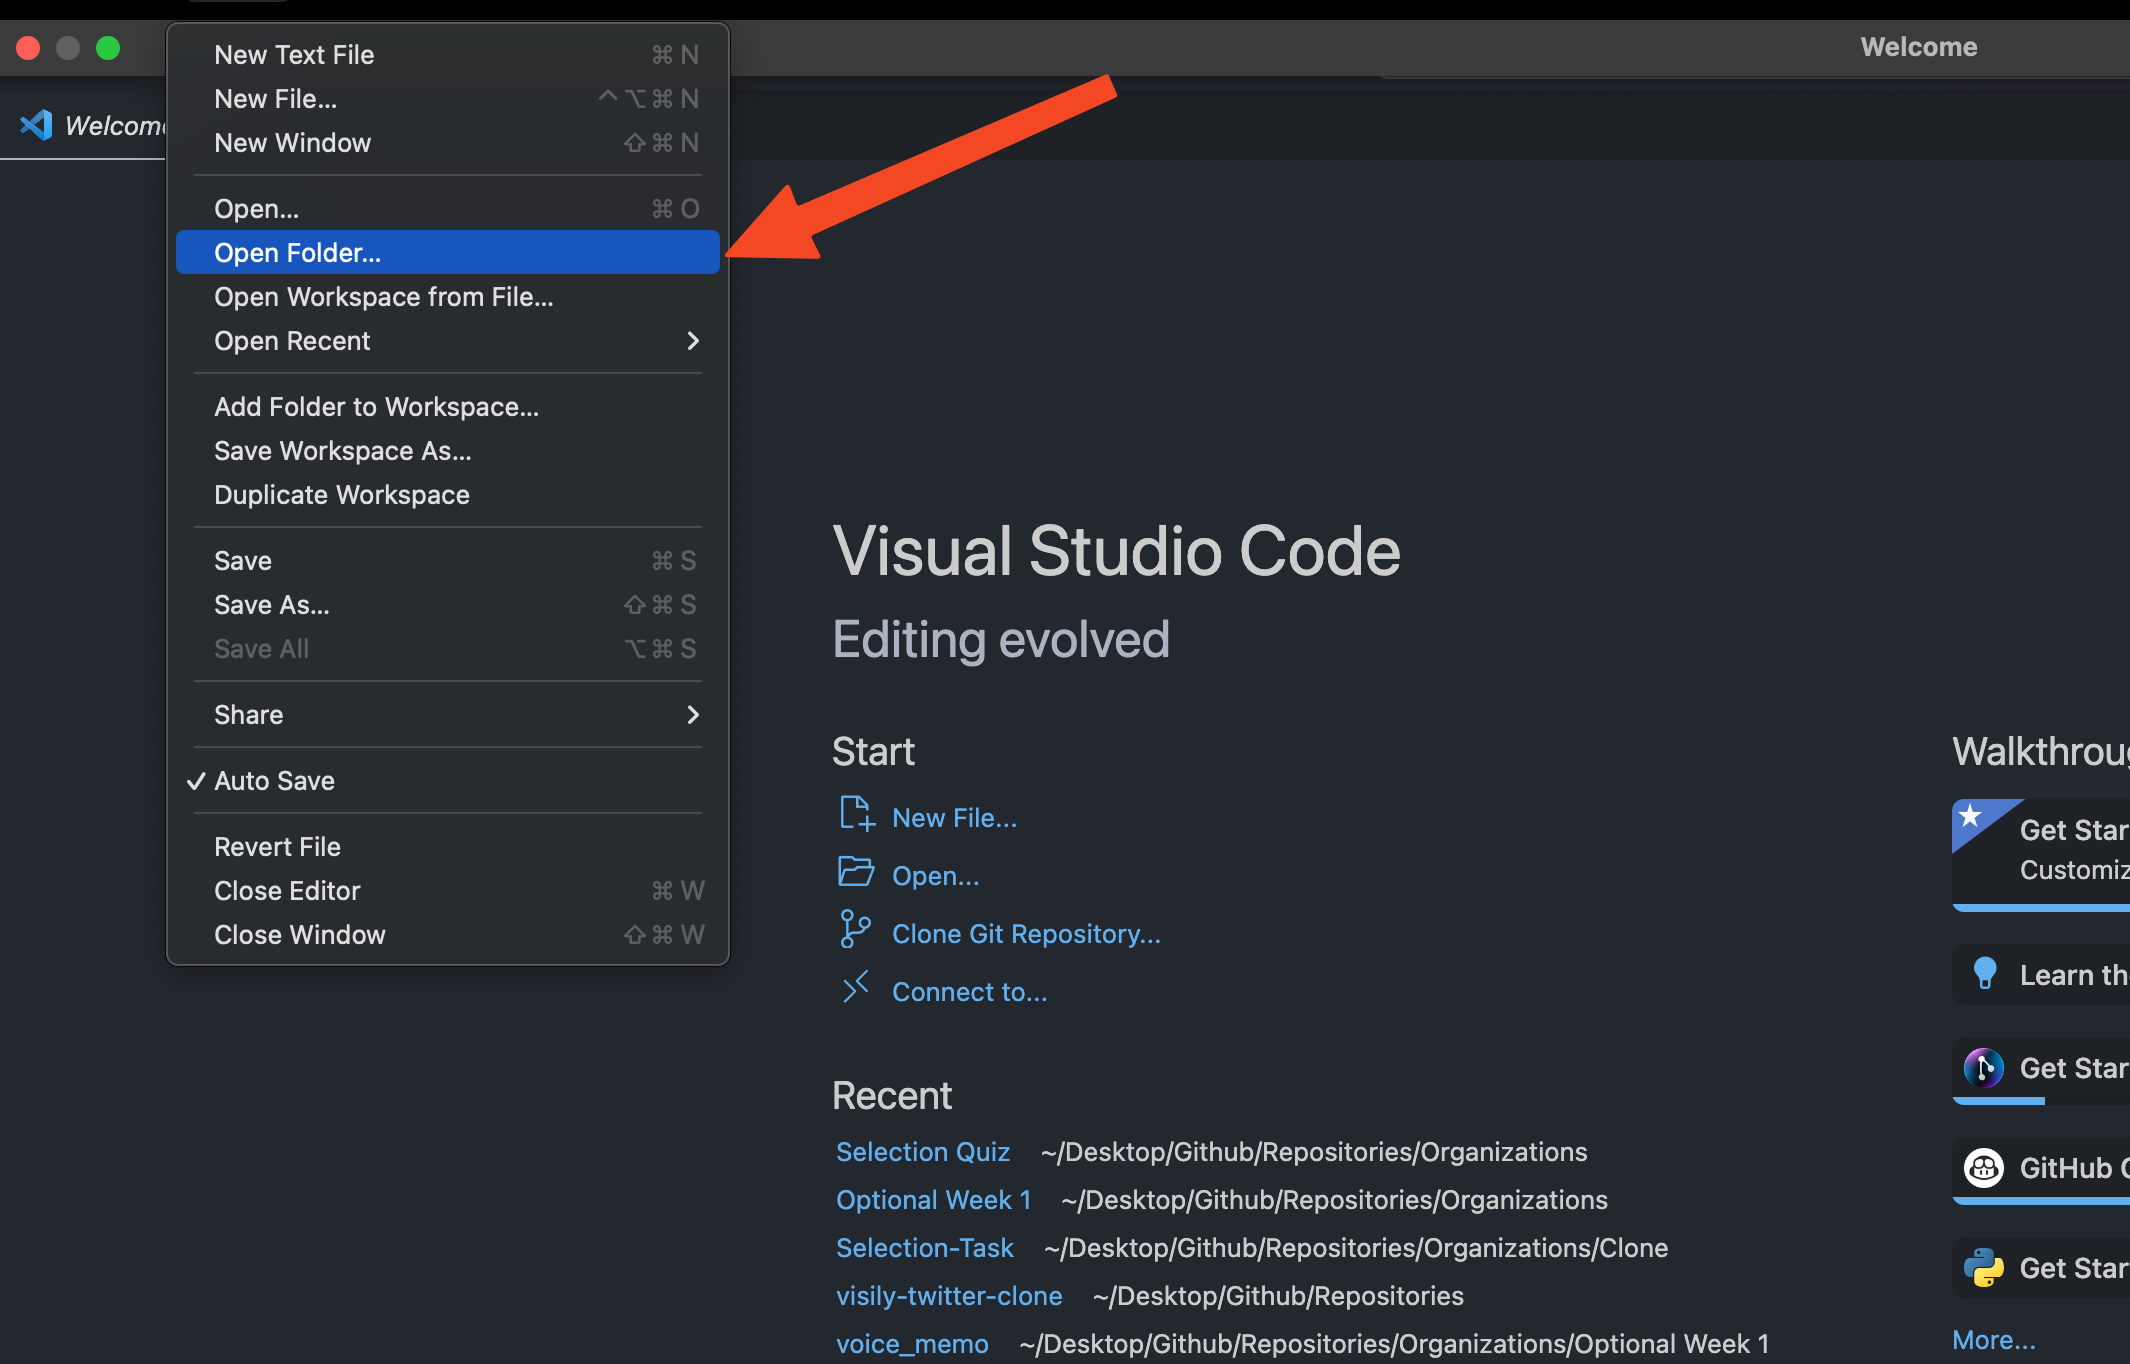 Welcome
Welcome
New Text File ⌘ N
New File... ^⌥⌘ N
New Window ⇧⌘ N
Open... ⌘ O
Open Folder...
Open Workspace from File...
Open Recent
Add Folder to Workspace...
Save Workspace As...
Duplicate Workspace
Save ⌘ S
Save As... ⇧⌘ S
Save All ⌥⌘ S
Share
✓ Auto Save
Revert File
Close Editor ⌘ W
Close Window ⇧⌘ W
Visual Studio Code
Editing evolved
Start
New File...
Open...
Clone Git Repository...
Connect to...
Recent
Selection Quiz ~/Desktop/Github/Repositories/Organizations
Optional Week 1 ~/Desktop/Github/Repositories/Organizations
Selection-Task ~/Desktop/Github/Repositories/Organizations/Clone
visily-twitter-clone ~/Desktop/Github/Repositories
voice_memo ~/Desktop/Github/Repositories/Organizations/Optional Week 1
Walkthroug
Get Star
Customiz
Learn th
Get Star
GitHub C
Get Star
More...